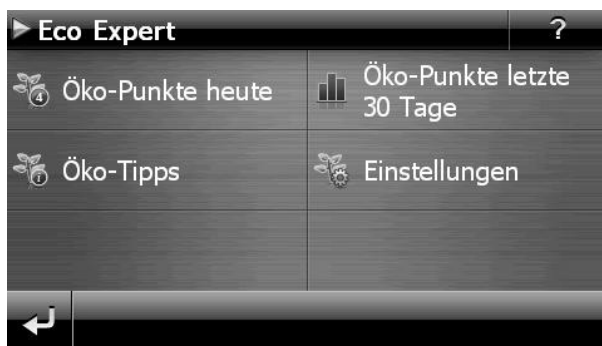 Eco Expert
?
Öko-Punkte heute
Öko-Punkte letzte
30 Tage
Öko-Tipps
Einstellungen